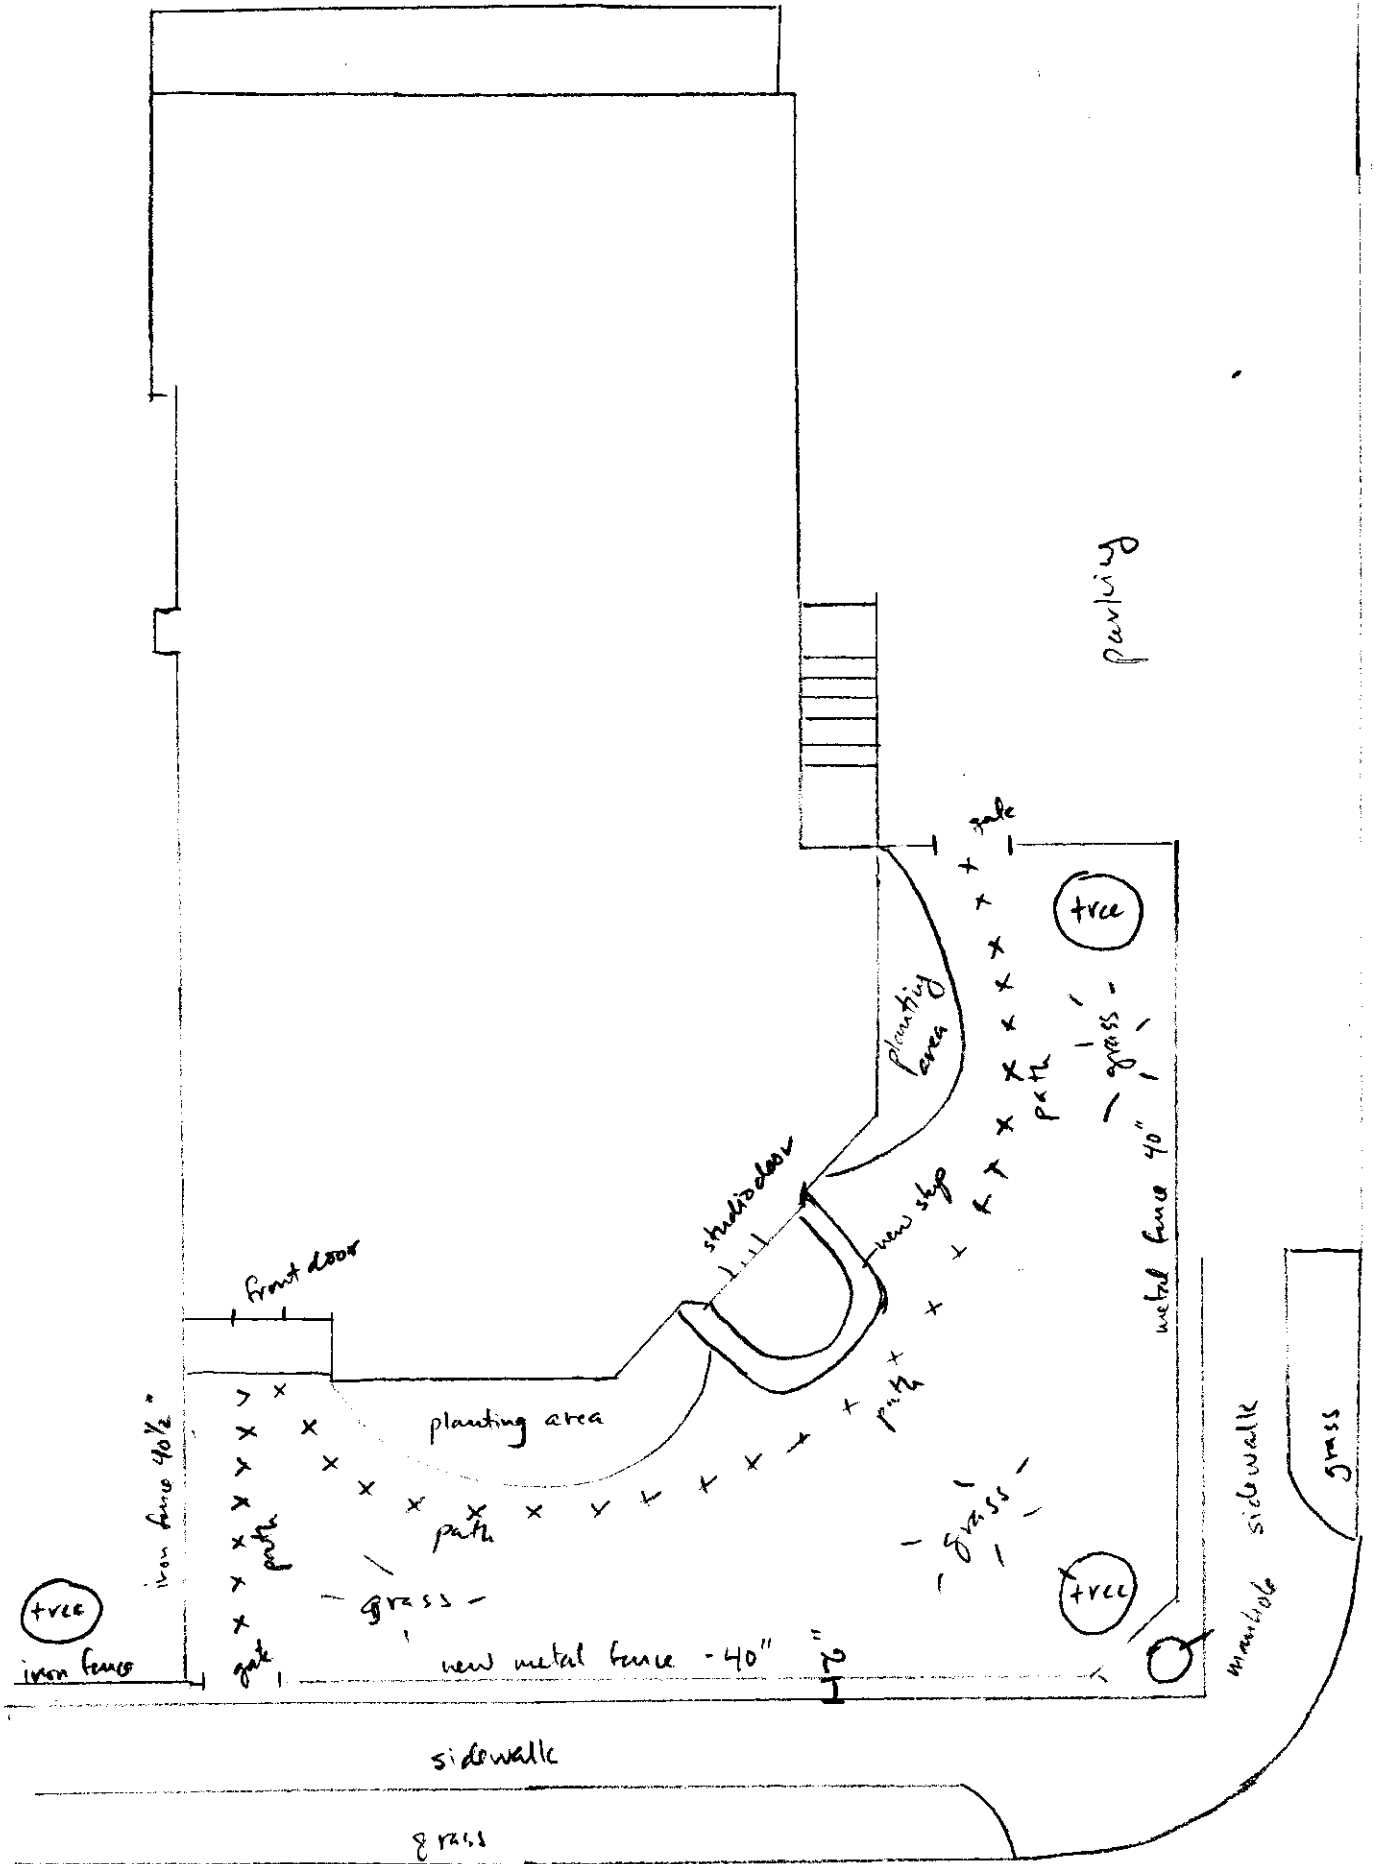 parking
gate
tree
planting
area
grass
path
metal fence 40"
studio door
new step
front door
path
planting area
iron fence 40½"
path
path
grass
grass
sidewalk
grass
tree
tree
manhole
iron fence
gate
new metal fence - 40"
2"
sidewalk
grass